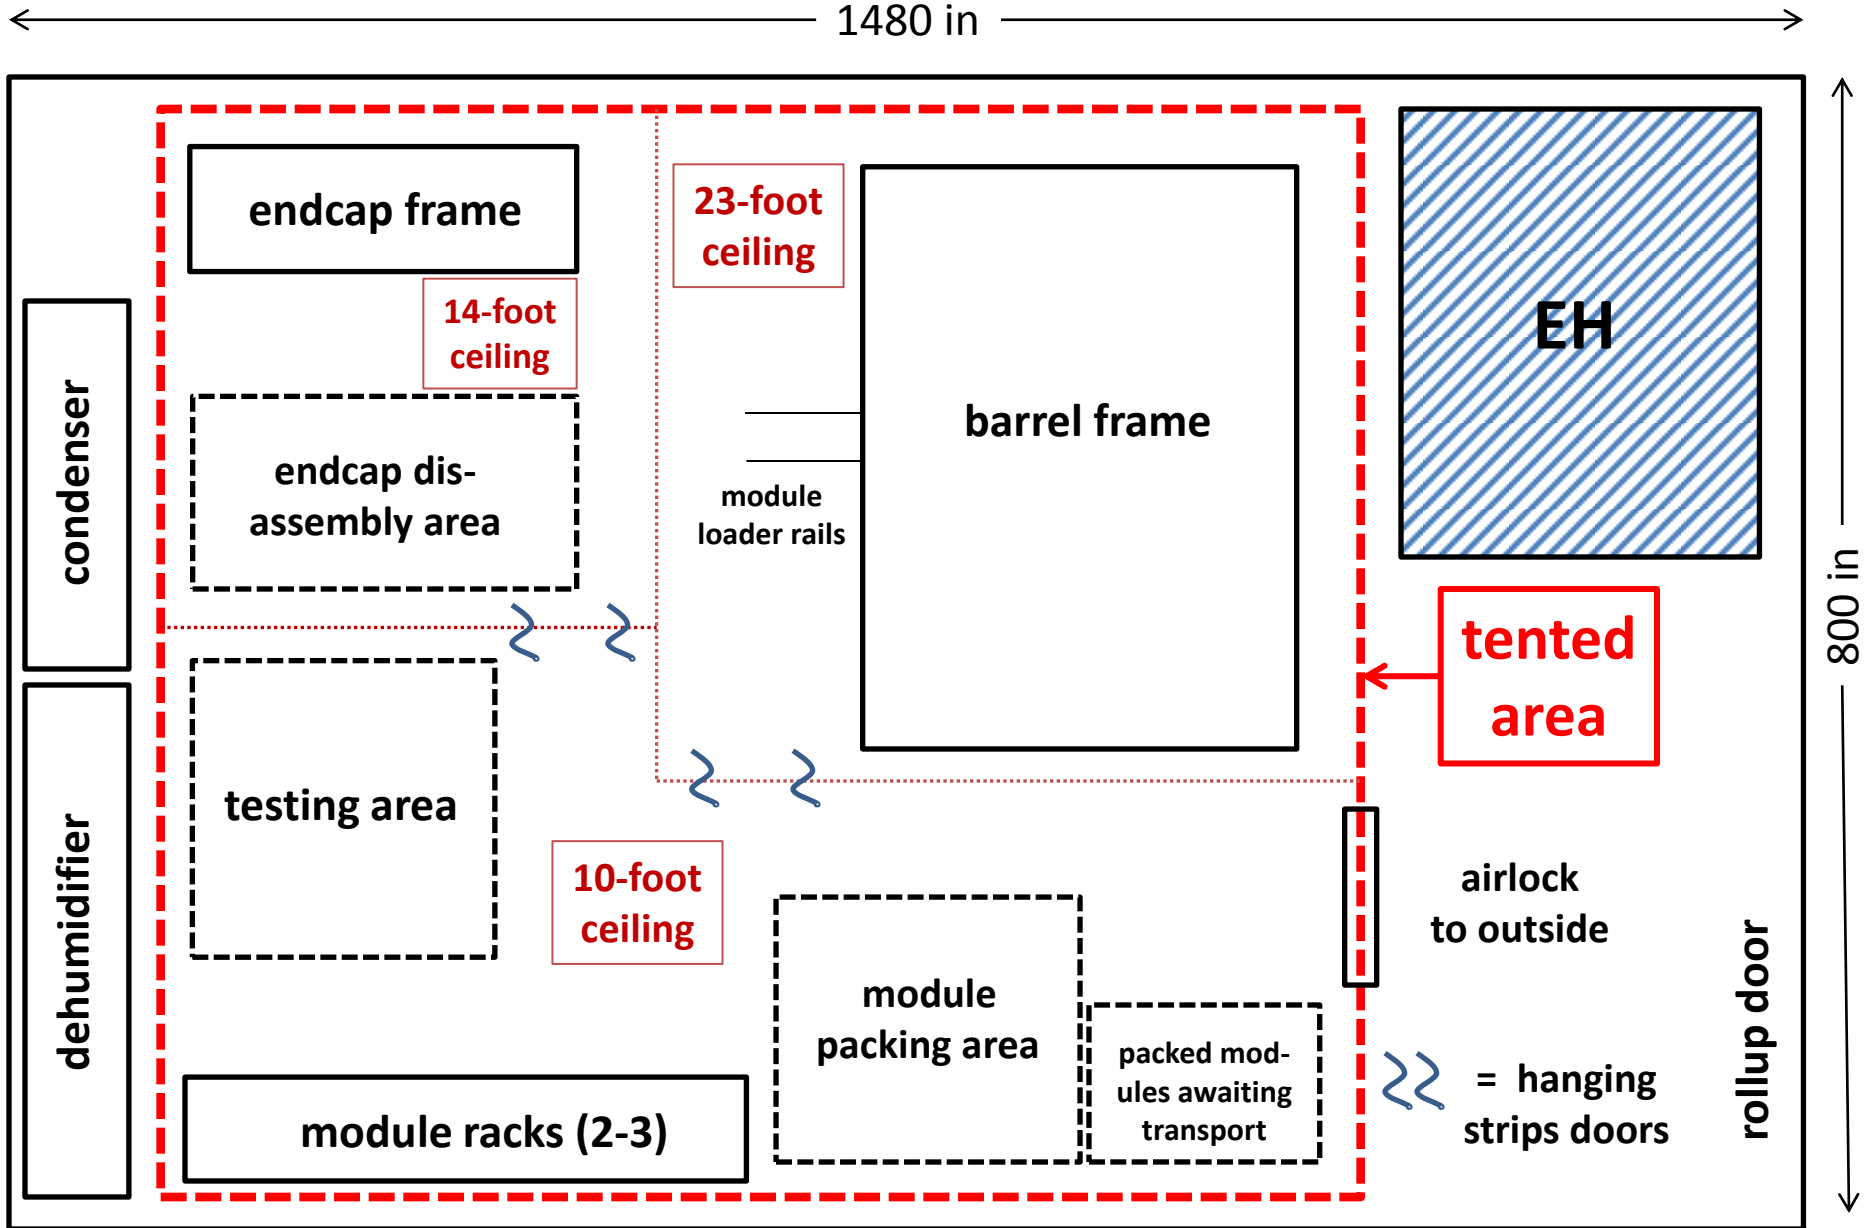 1480 in
endcap frame
23-foot
ceiling
EH
14-foot
ceiling
condenser
endcap dis-
assembly area
barrel frame
module
loader rails
800 in
tented
area
testing area
dehumidifier
10-foot
ceiling
airlock
to outside
module
packing area
packed mod-
ules awaiting
transport
= hanging
strips doors
rollup door
module racks (2-3)